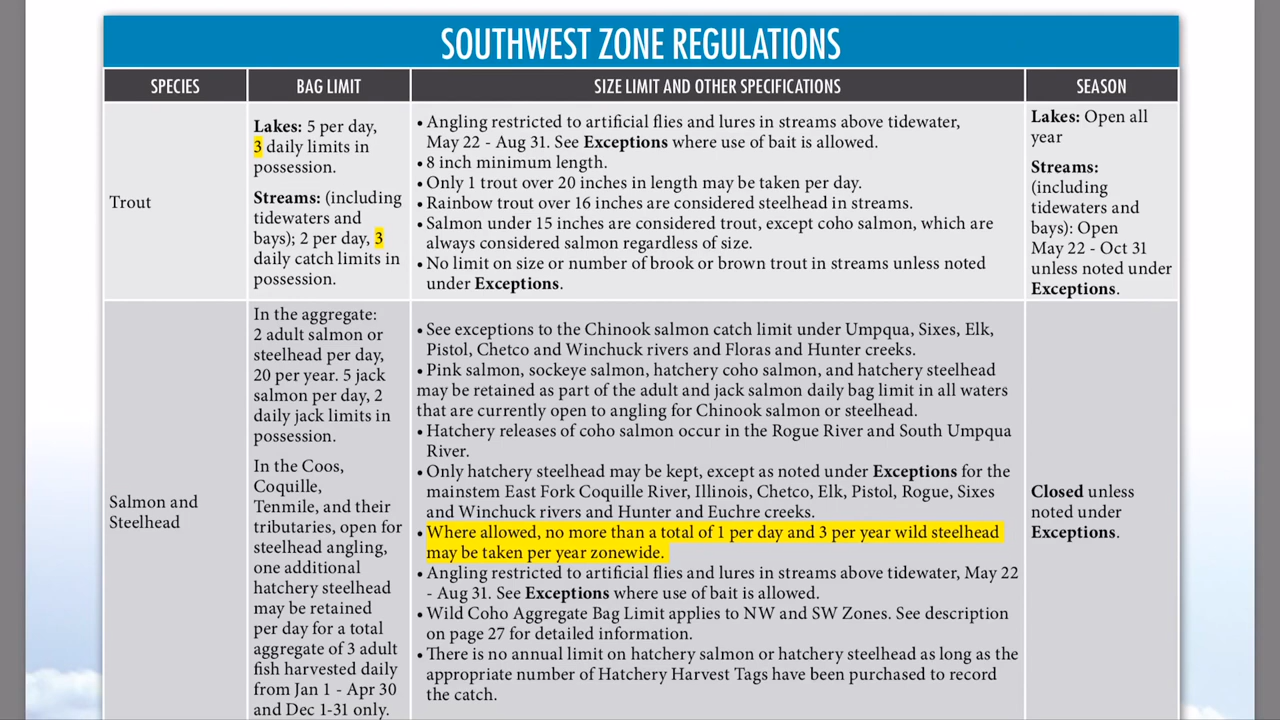 SOUTHWEST ZONE REGULATIONS
SPECIES
BAG LIMIT
SIZE LIMIT AND OTHER SPECIFICATIONS
SEASON
Trout
Lakes: 5 per day,
3 daily limits in
possession.
Streams: (including
tidewaters and
bays); 2 per day, 3
daily catch limits in
possession.
• Angling restricted to artificial flies and lures in streams above tidewater,
May 22 - Aug 31. See Exceptions where use of bait is allowed.
• 8 inch minimum length.
• Only 1 trout over 20 inches in length may be taken per day.
• Rainbow trout over 16 inches are considered steelhead in streams.
• Salmon under 15 inches are considered trout, except coho salmon, which are
always considered salmon regardless of size.
• No limit on size or number of brook or brown trout in streams unless noted
under Exceptions.
Lakes: Open all
year
Streams:
(including
tidewaters and
bays): Open
May 22 - Oct 31
unless noted under
Exceptions.
Salmon and
Steelhead
In the aggregate:
2 adult salmon or
steelhead per day,
20 per year. 5 jack
salmon per day, 2
daily jack limits in
possession.
In the Coos,
Coquille,
Tenmile, and their
tributaries, open for
steelhead angling,
one additional
hatchery steelhead
may be retained
per day for a total
aggregate of 3 adult
fish harvested daily
from Jan 1 - Apr 30
and Dec 1-31 only.
• See exceptions to the Chinook salmon catch limit under Umpqua, Sixes, Elk,
Pistol, Chetco and Winchuck rivers and Floras and Hunter creeks.
• Pink salmon, sockeye salmon, hatchery coho salmon, and hatchery steelhead
may be retained as part of the adult and jack salmon daily bag limit in all waters
that are currently open to angling for Chinook salmon or steelhead.
• Hatchery releases of coho salmon occur in the Rogue River and South Umpqua
River.
• Only hatchery steelhead may be kept, except as noted under Exceptions for the
mainstem East Fork Coquille River, Illinois, Chetco, Elk, Pistol, Rogue, Sixes
and Winchuck rivers and Hunter and Euchre creeks.
• Where allowed, no more than a total of 1 per day and 3 per year wild steelhead
may be taken per year zonewide.
• Angling restricted to artificial flies and lures in streams above tidewater, May 22
- Aug 31. See Exceptions where use of bait is allowed.
• Wild Coho Aggregate Bag Limit applies to NW and SW Zones. See description
on page 27 for detailed information.
• There is no annual limit on hatchery salmon or hatchery steelhead as long as the
appropriate number of Hatchery Harvest Tags have been purchased to record
the catch.
Closed unless
noted under
Exceptions.